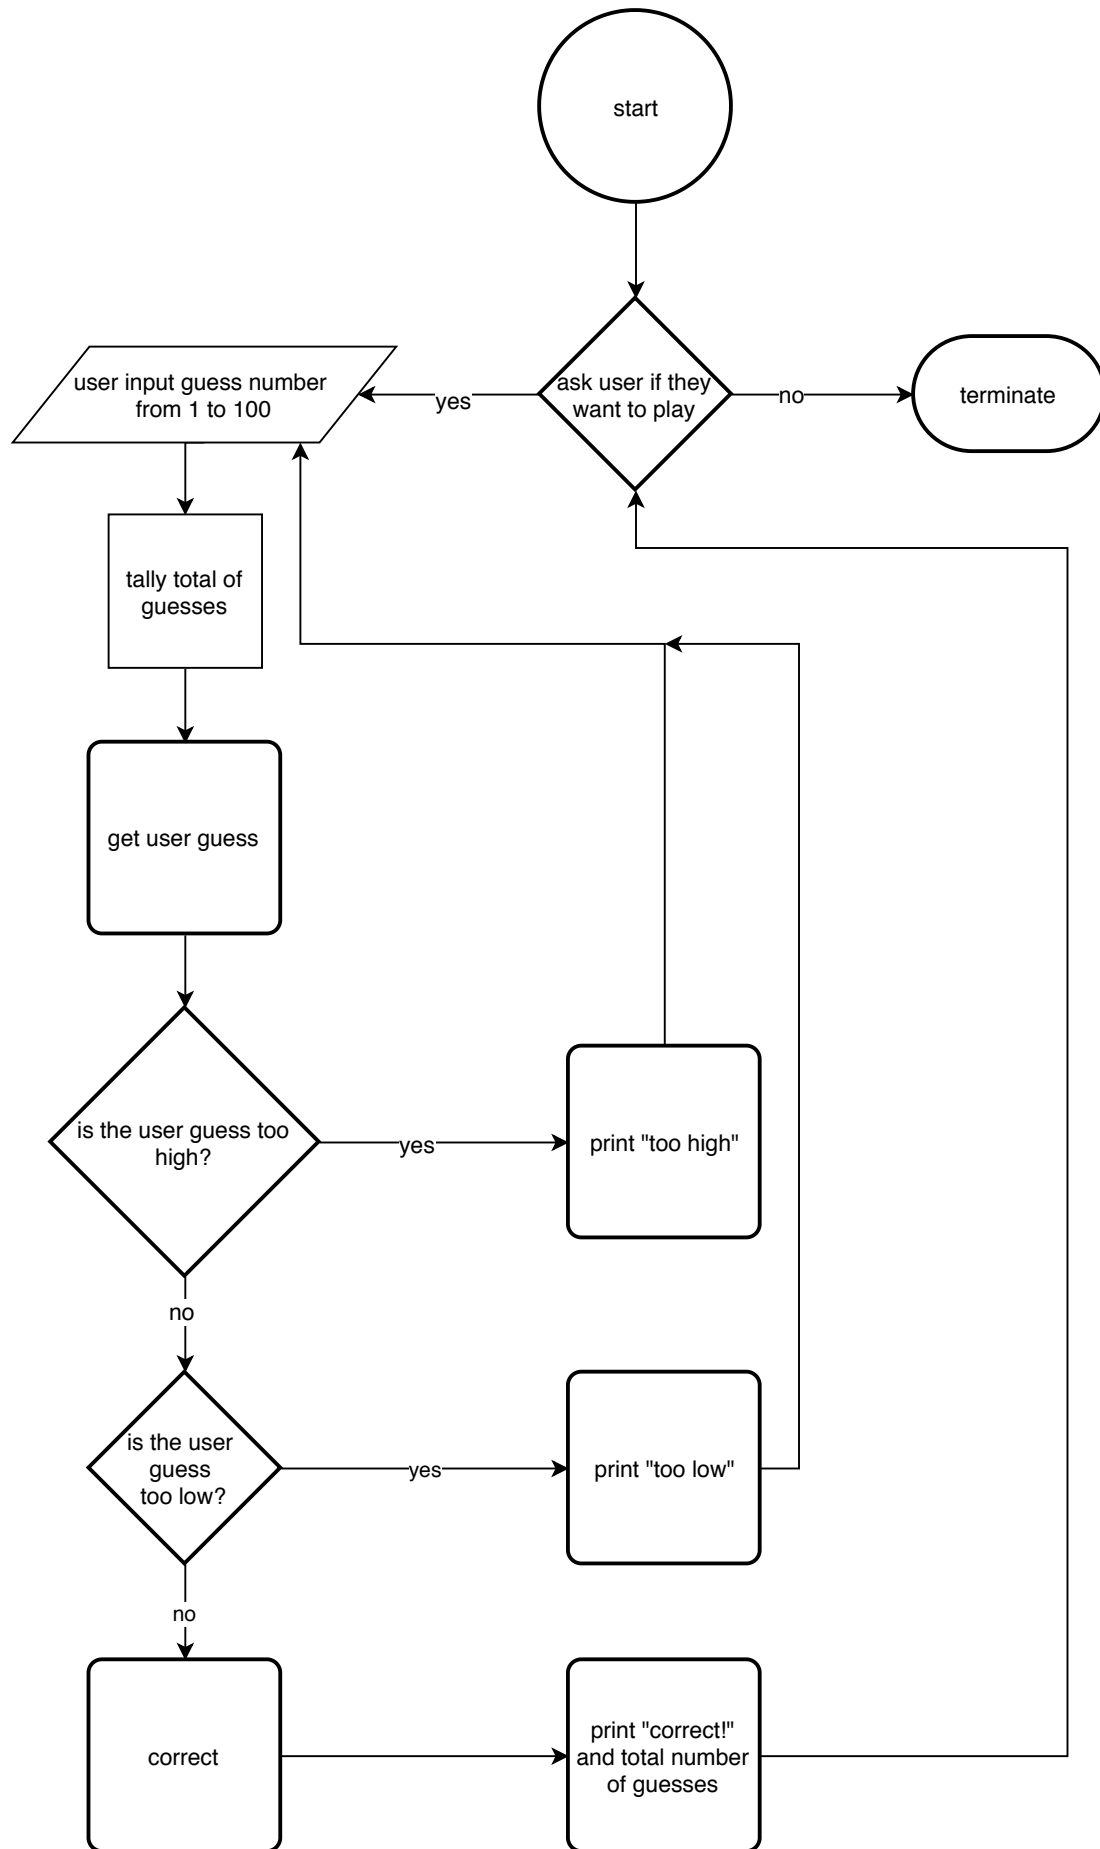 start
ask user if they
want to play
yes
no
terminate
user input guess number
from 1 to 100
tally total of
guesses
get user guess
is the user guess too
high?
yes
print "too high"
no
is the user
guess
too low?
yes
print "too low"
no
correct
print "correct!"
and total number
of guesses